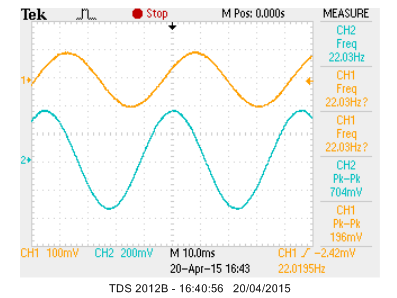 Tek Stop M Pos: 0.000s MEASURE
CH2
Freq
22.03Hz
CH1
Freq
22.03Hz?
CH1
Freq
22.03Hz?
CH2
Pk-Pk
704mV
CH1
Pk-Pk
196mV
1
2
CH1 100mV CH2 200mV M 10.0ms CH1 -2.42mV
20-Apr-15 16:43 22.0195Hz
TDS 2012B - 16:40:56 20/04/2015